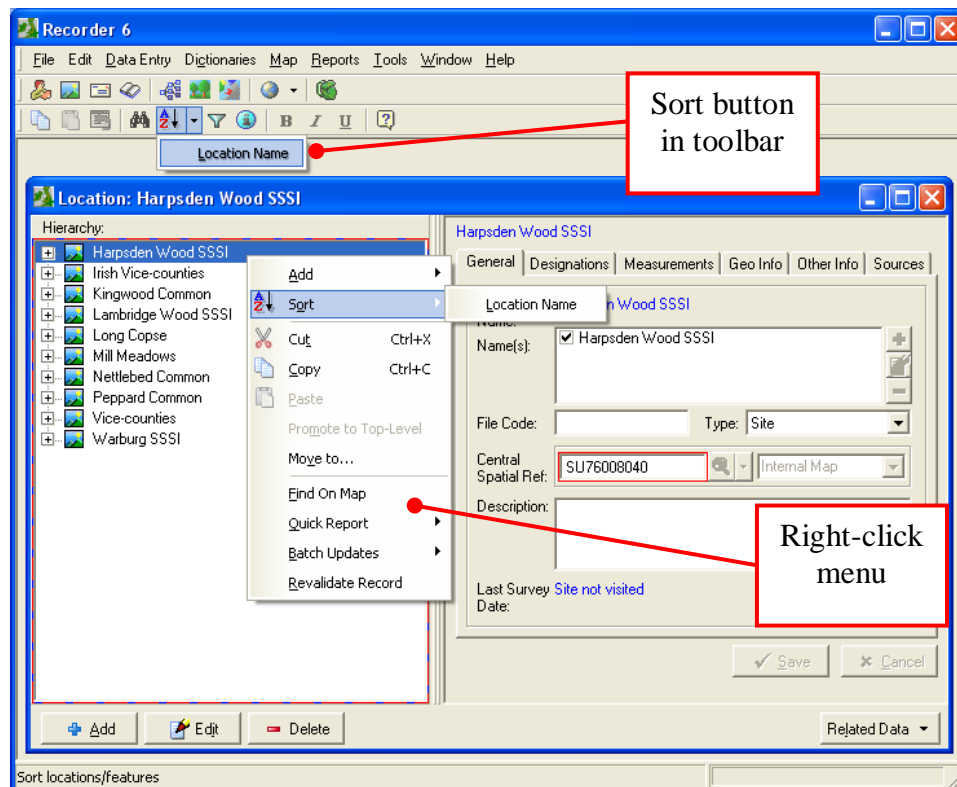 Recorder 6
File Edit Data Entry Dictionaries Map Reports Tools Window Help
B I U
Sort button
in toolbar
Location Name
Location: Harpsden Wood SSSI
Hierarchy:
Harpsden Wood SSSI
Irish Vice-counties
Kingwood Common
Lambridge Wood SSSI
Long Copse
Mill Meadows
Nettlebed Common
Peppard Common
Vice-counties
Warburg SSSI
Add
Sort
Cut Ctrl+X
Copy Ctrl+C
Paste
Promote to Top-Level
Move to...
Find On Map
Quick Report
Batch Updates
Revalidate Record
Location Name
Harpsden Wood SSSI
General Designations Measurements Geo Info Other Info Sources
n Wood SSSI
Name:
Name(s): Harpsden Wood SSSI
File Code: Type: Site
Central
Spatial Ref: SU76008040 Internal Map
Description:
Right-click
menu
Last Survey Site not visited
Date:
Save Cancel
Add Edit Delete Related Data
Sort locations/features